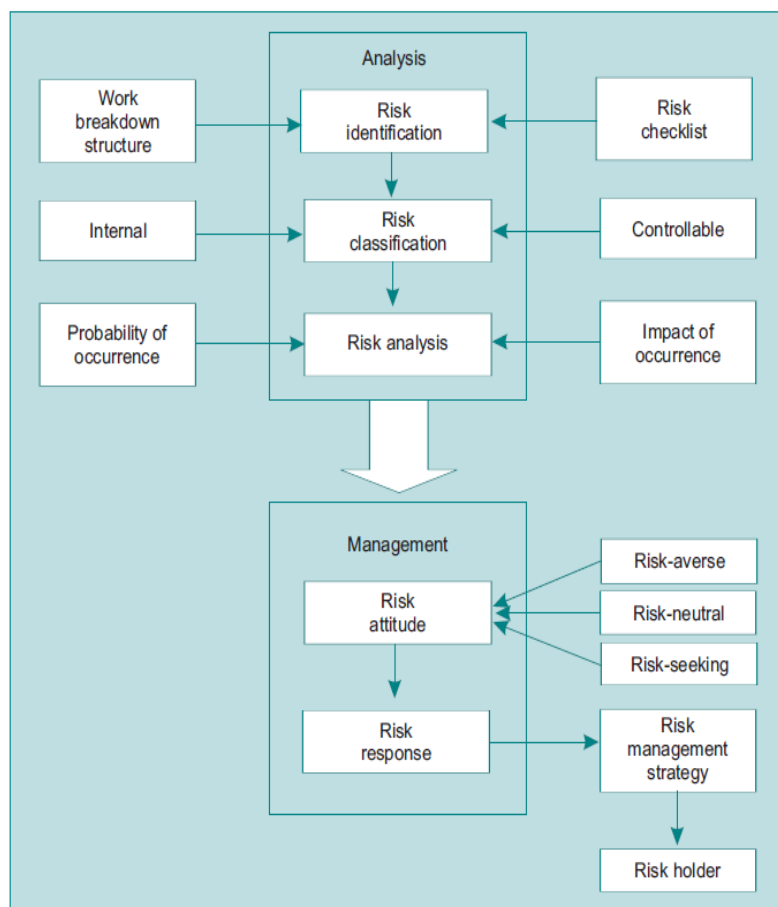 Analysis
Work
breakdown
structure
Risk
identification
Risk
checklist
Internal
Risk
classification
Controllable
Probability of
occurrence
Risk analysis
Impact of
occurrence
Management
Risk
attitude
Risk-averse
Risk-neutral
Risk-seeking
Risk
response
Risk
management
strategy
Risk holder